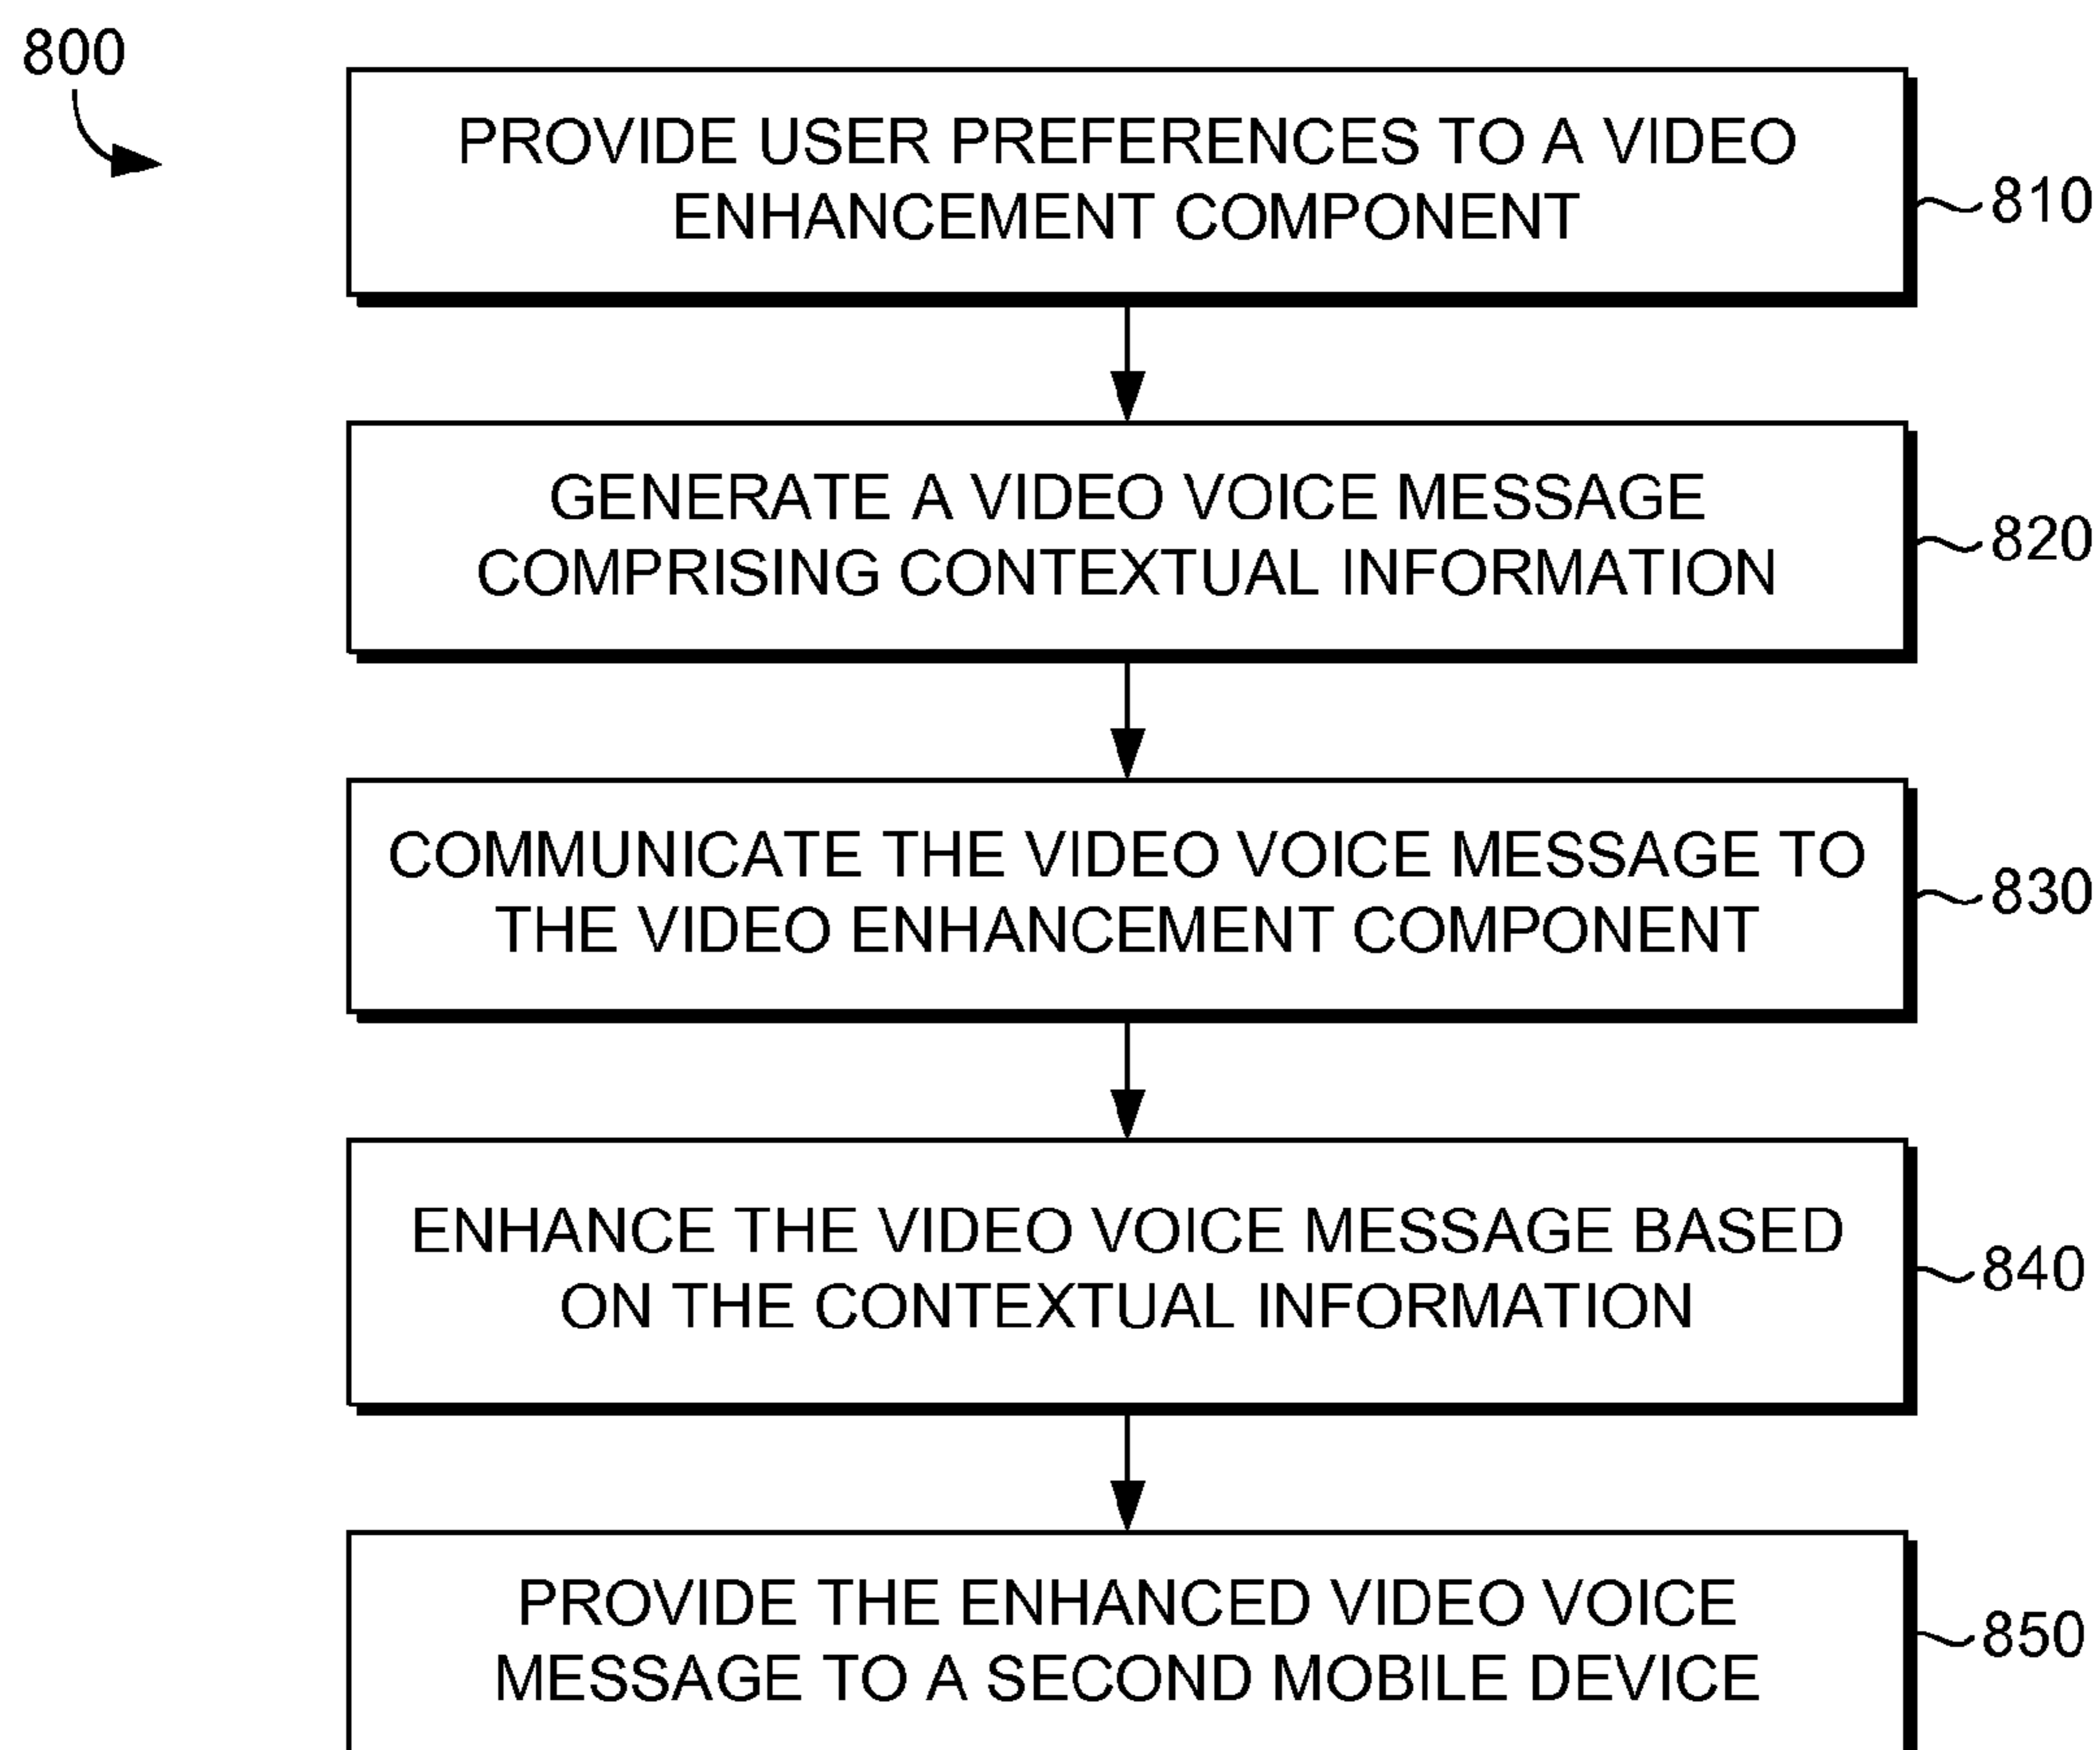 800
PROVIDE USER PREFERENCES TO A VIDEO
ENHANCEMENT COMPONENT
810
GENERATE A VIDEO VOICE MESSAGE
COMPRISING CONTEXTUAL INFORMATION
820
COMMUNICATE THE VIDEO VOICE MESSAGE TO
THE VIDEO ENHANCEMENT COMPONENT
830
ENHANCE THE VIDEO VOICE MESSAGE BASED
ON THE CONTEXTUAL INFORMATION
840
PROVIDE THE ENHANCED VIDEO VOICE
MESSAGE TO A SECOND MOBILE DEVICE
850